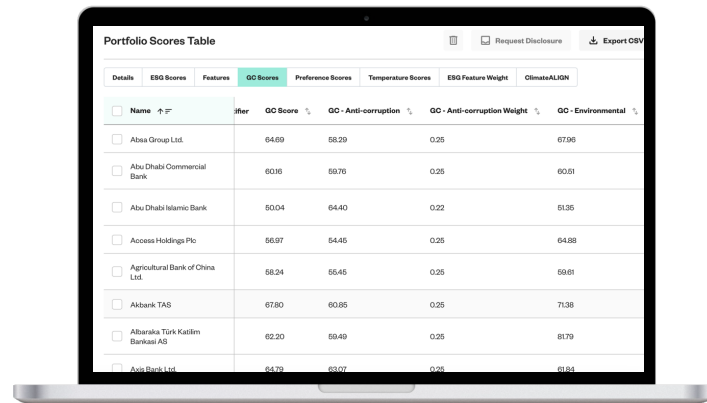 Portfolio Scores Table
Request Disclosure
Export CSV
Details ESG Scores Features GC Scores Preference Scores Temperature Scores ESG Feature Weight ClimateALIGN
Name tifier GC Score GC - Anti-corruption GC - Anti-corruption Weight GC - Environmental
Absa Group Ltd. 64.69 58.29 0.25 67.96
Abu Dhabi Commercial
Bank 60.16 59.76 0.25 60.51
Abu Dhabi Islamic Bank 50.04 64.40 0.22 51.35
Access Holdings Plc 56.97 54.45 0.25 64.88
Agricultural Bank of China
Ltd. 58.24 55.45 0.25 59.61
Akbank TAS 67.80 60.85 0.25 71.38
Albaraka Türk Katilim
Bankasi AS 62.20 59.49 0.25 81.79
Axis Bank Ltd. 64.79 63.07 0.25 61.84